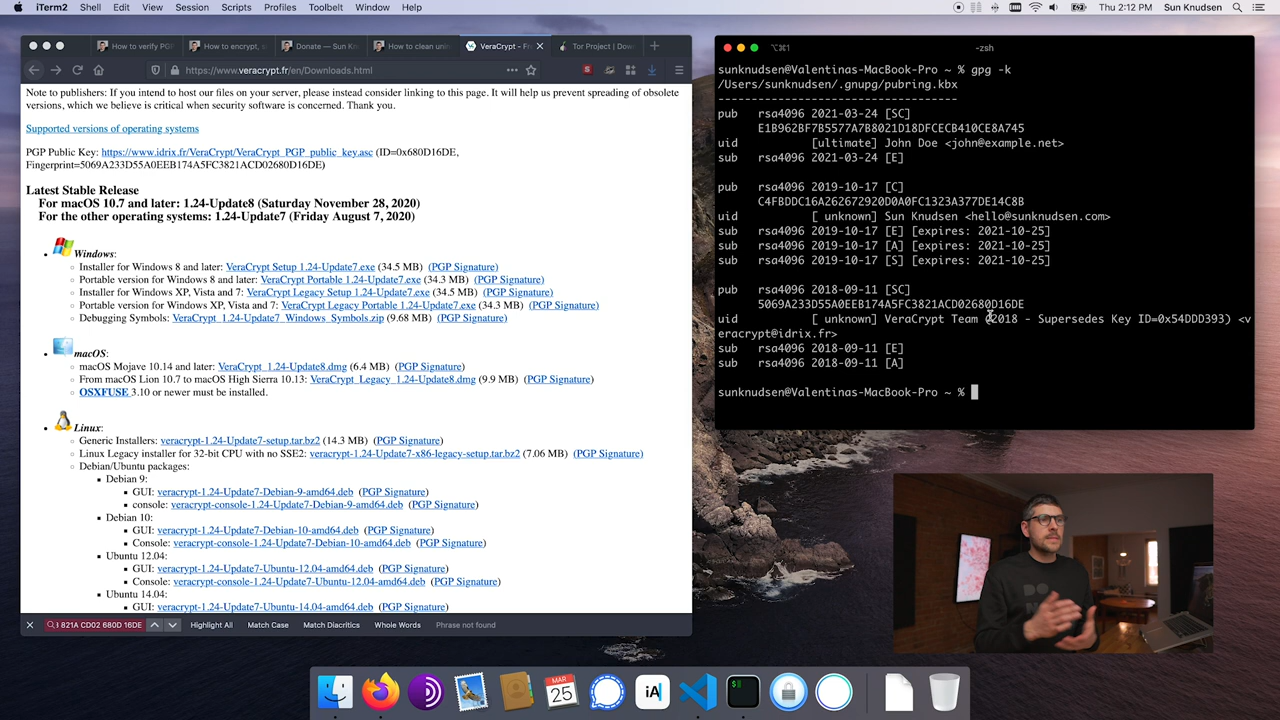 iTerm2 Shell Edit View Session Scripts Profiles Toolbelt Window Help
Thu 2:12 PM Sun Knudsen
How to verify PG
How to encrypt, s
Donate — Sun Kn
How to clean unin
VeraCrypt - Fr
Tor Project | Dow
https://www.veracrypt.fr/en/Downloads.html
Note to publishers: If you intend to host our files on your server, please instead consider linking to this page. It will help us prevent spreading of obsolete
versions, which we believe is critical when security software is concerned. Thank you.
Supported versions of operating systems
PGP Public Key: https://www.idrix.fr/VeraCrypt/VeraCrypt_PGP_public_key.asc (ID=0x680D16DE,
Fingerprint=5069A233D55A0EEB174A5FC3821ACD02680D16DE)
Latest Stable Release
For macOS 10.7 and later: 1.24-Update8 (Saturday November 28, 2020)
For the other operating systems: 1.24-Update7 (Friday August 7, 2020)
Windows:
Installer for Windows 8 and later: VeraCrypt Setup 1.24-Update7.exe (34.5 MB) (PGP Signature)
Portable version for Windows 8 and later: VeraCrypt Portable 1.24-Update7.exe (34.3 MB) (PGP Signature)
Installer for Windows XP, Vista and 7: VeraCrypt Legacy Setup 1.24-Update7.exe (34.5 MB) (PGP Signature)
Portable version for Windows XP, Vista and 7: VeraCrypt Legacy Portable 1.24-Update7.exe (34.3 MB) (PGP Signature)
Debugging Symbols: VeraCrypt_1.24-Update7_Windows_Symbols.zip (9.68 MB) (PGP Signature)
macOS:
macOS Mojave 10.14 and later: VeraCrypt_1.24-Update8.dmg (6.4 MB) (PGP Signature)
From macOS Lion 10.7 to macOS High Sierra 10.13: VeraCrypt_Legacy_1.24-Update8.dmg (9.9 MB) (PGP Signature)
OSXFUSE 3.10 or newer must be installed.
Linux:
Generic Installers: veracrypt-1.24-Update7-setup.tar.bz2 (14.3 MB) (PGP Signature)
Linux Legacy installer for 32-bit CPU with no SSE2: veracrypt-1.24-Update7-x86-legacy-setup.tar.bz2 (7.06 MB) (PGP Signature)
Debian/Ubuntu packages:
Debian 9:
GUI: veracrypt-1.24-Update7-Debian-9-amd64.deb (PGP Signature)
console: veracrypt-console-1.24-Update7-Debian-9-amd64.deb (PGP Signature)
Debian 10:
GUI: veracrypt-1.24-Update7-Debian-10-amd64.deb (PGP Signature)
Console: veracrypt-console-1.24-Update7-Debian-10-amd64.deb (PGP Signature)
Ubuntu 12.04:
GUI: veracrypt-1.24-Update7-Ubuntu-12.04-amd64.deb (PGP Signature)
Console: veracrypt-console-1.24-Update7-Ubuntu-12.04-amd64.deb (PGP Signature)
Ubuntu 14.04:
GUI: veracrypt-1.24-Update7-Ubuntu-14.04-amd64.deb (PGP Signature)
821A CD02 680D 16DE Highlight All Match Case Match Diacritics Whole Words Phrase not found
⌥⌘1 -zsh
sunknudsen@Valentinas-MacBook-Pro ~ % gpg -k
/Users/sunknudsen/.gnupg/pubring.kbx
------------------------------------
pub rsa4096 2021-03-24 [SC]
E1B962BF7B5577A7B8021D18DFCECB410CE8A745
uid [ultimate] John Doe <john@example.net>
sub rsa4096 2021-03-24 [E]
pub rsa4096 2019-10-17 [C]
C4FBDDC16A262672920D0A0FC1323A377DE14C8B
uid [ unknown] Sun Knudsen <hello@sunknudsen.com>
sub rsa4096 2019-10-17 [E] [expires: 2021-10-25]
sub rsa4096 2019-10-17 [A] [expires: 2021-10-25]
sub rsa4096 2019-10-17 [S] [expires: 2021-10-25]
pub rsa4096 2018-09-11 [SC]
5069A233D55A0EEB174A5FC3821ACD02680D16DE
uid [ unknown] VeraCrypt Team (2018 - Supersedes Key ID=0x54DDD393) <v
eracrypt@idrix.fr>
sub rsa4096 2018-09-11 [E]
sub rsa4096 2018-09-11 [A]
sunknudsen@Valentinas-MacBook-Pro ~ %
MAR
25
iA